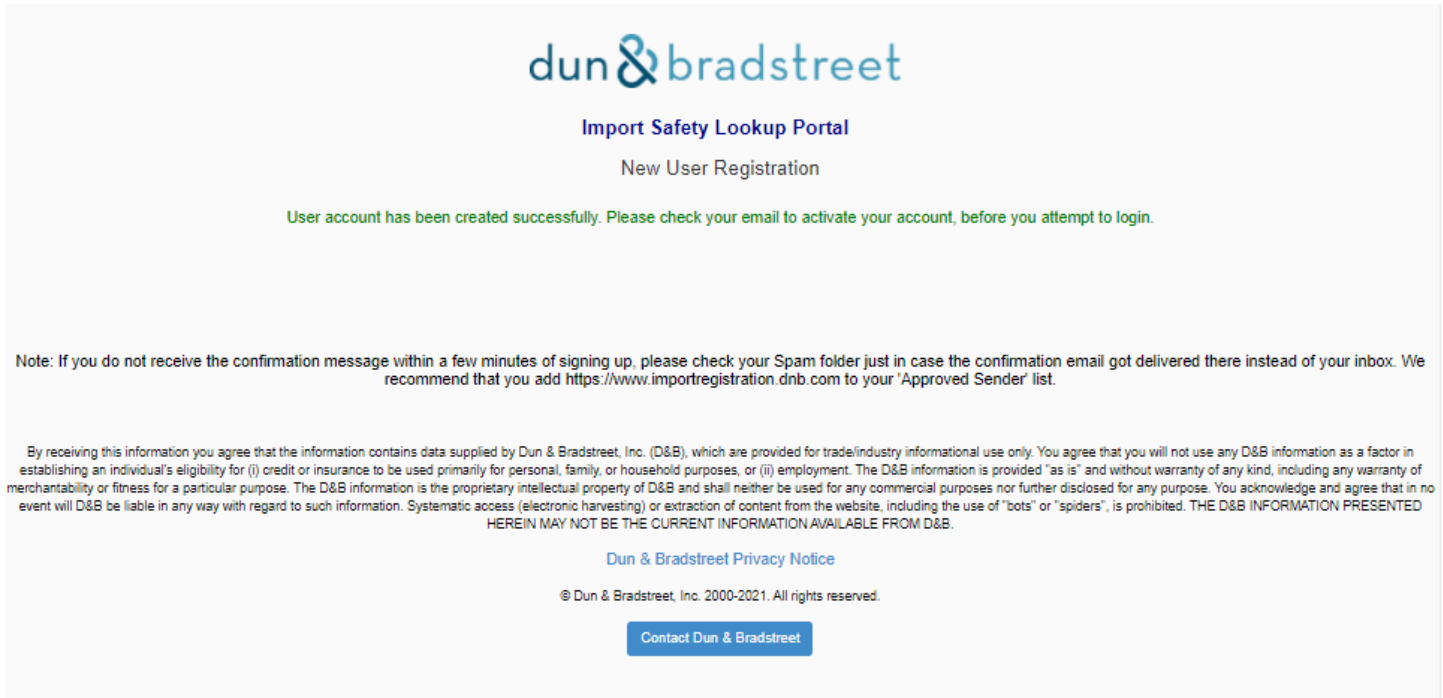 dun & bradstreet
Import Safety Lookup Portal
New User Registration
User account has been created successfully. Please check your email to activate your account, before you attempt to login.
Note: If you do not receive the confirmation message within a few minutes of signing up, please check your Spam folder just in case the confirmation email got delivered there instead of your inbox. We
recommend that you add https://www.importregistration.dnb.com to your 'Approved Sender' list.
By receiving this information you agree that the information contains data supplied by Dun & Bradstreet, Inc. (D&B), which are provided for trade/industry informational use only. You agree that you will not use any D&B information as a factor in
establishing an individual's eligibility for (i) credit or insurance to be used primarily for personal, family, or household purposes, or (ii) employment. The D&B information is provided "as is" and without warranty of any kind, including any warranty of
merchantability or fitness for a particular purpose. The D&B information is the proprietary intellectual property of D&B and shall neither be used for any commercial purposes nor further disclosed for any purpose. You acknowledge and agree that in no
event will D&B be liable in any way with regard to such information. Systematic access (electronic harvesting) or extraction of content from the website, including the use of "bots" or "spiders", is prohibited. THE D&B INFORMATION PRESENTED
HEREIN MAY NOT BE THE CURRENT INFORMATION AVAILABLE FROM D&B.
Dun & Bradstreet Privacy Notice
© Dun & Bradstreet, Inc. 2000-2021. All rights reserved.
Contact Dun & Bradstreet